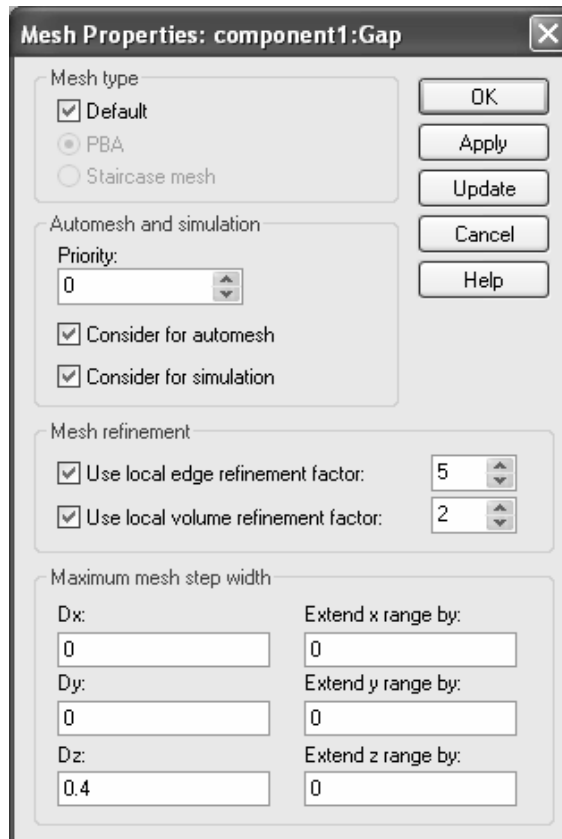 Mesh Properties: component1:Gap
Mesh type
Default
PBA
Staircase mesh
OK
Apply
Update
Cancel
Help
Automesh and simulation
Priority:
0
Consider for automesh
Consider for simulation
Mesh refinement
Use local edge refinement factor: 5
Use local volume refinement factor: 2
Maximum mesh step width
Dx: Extend x range by:
0 0
Dy: Extend y range by:
0 0
Dz: Extend z range by:
0.4 0